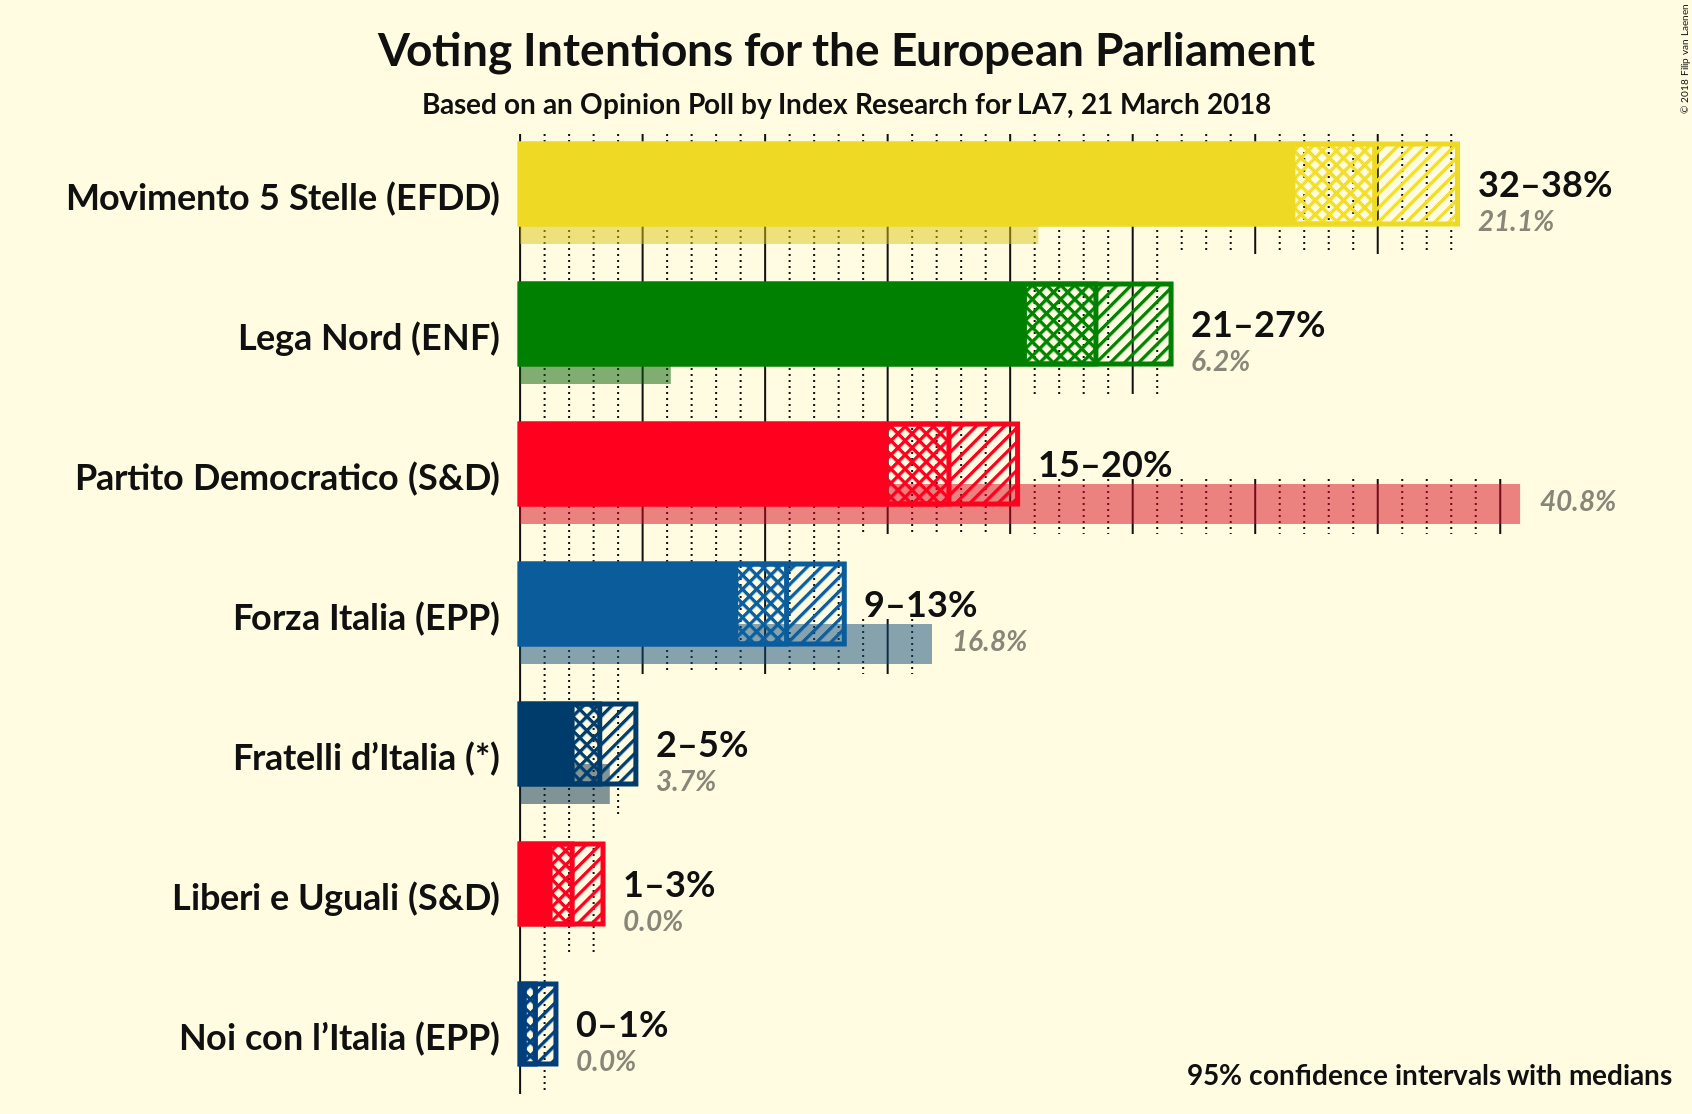 Voting Intentions for the European Parliament
Based on an Opinion Poll by Index Research for LA7, 21 March 2018
© 2018 Filip van Laenen
Movimento 5 Stelle (EFDD)
32–38%
21.1%
Lega Nord (ENF)
21–27%
6.2%
Partito Democratico (S&D)
15–20%
40.8%
Forza Italia (EPP)
9–13%
16.8%
Fratelli d’Italia (*)
2–5%
3.7%
Liberi e Uguali (S&D)
1–3%
0.0%
Noi con l’Italia (EPP)
0–1%
0.0%
95% confidence intervals with medians